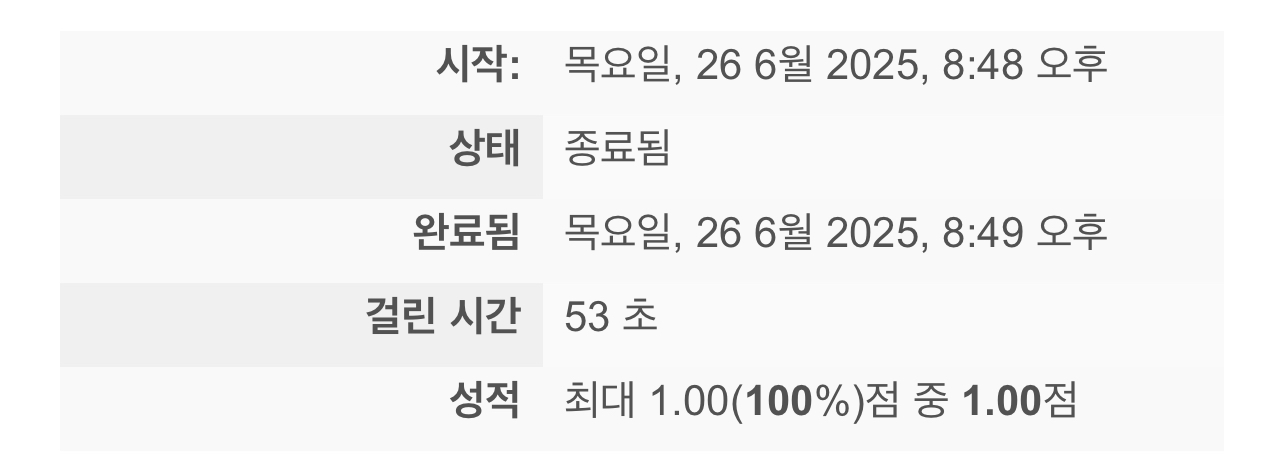 시작: 목요일, 26 6월 2025, 8:48 오후
상태 종료됨
완료됨 목요일, 26 6월 2025, 8:49 오후
걸린 시간 53 초
성적 최대 1.00(100%)점 중 1.00점